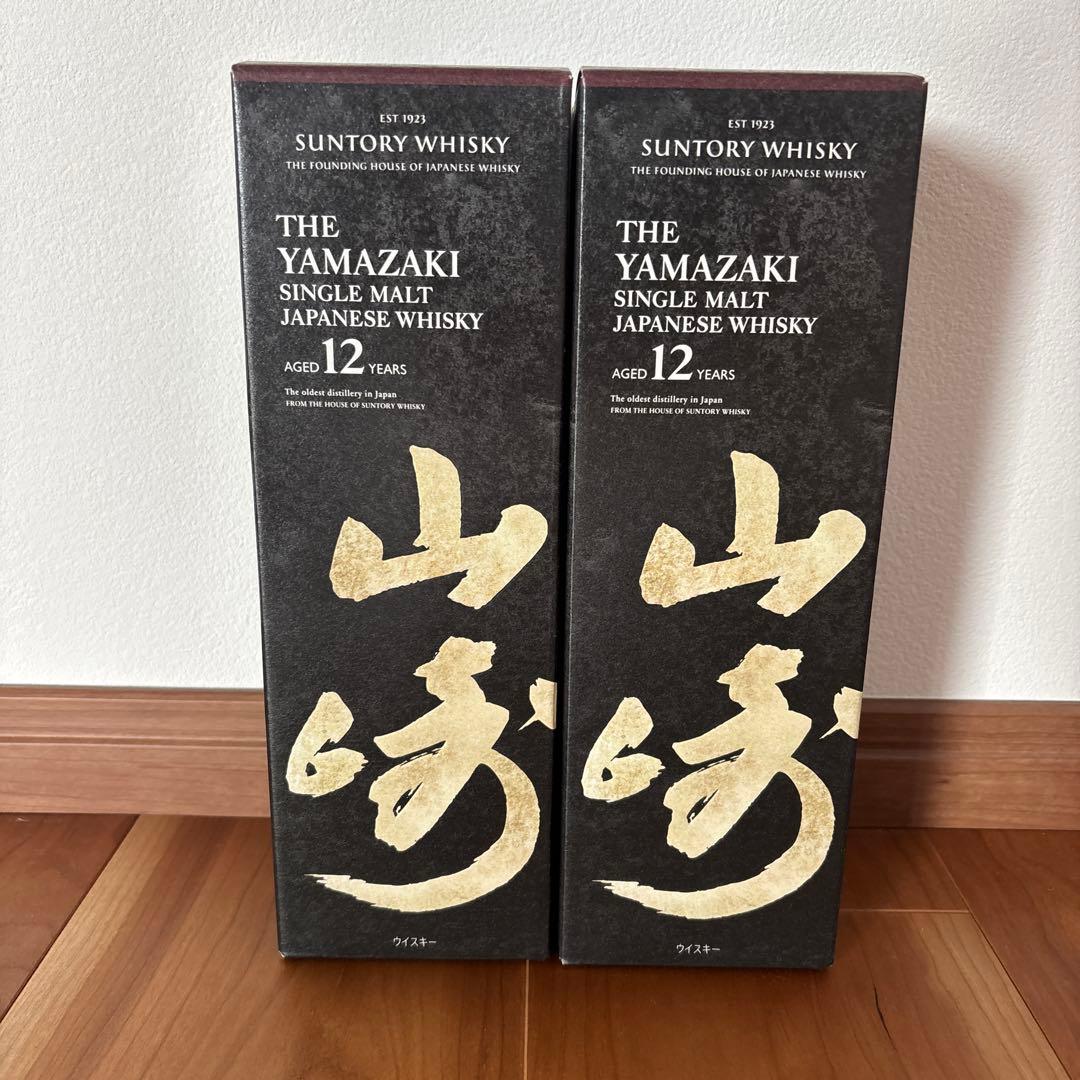 EST 1923
SUNTORY WHISKY
THE FOUNDING HOUSE OF JAPANESE WHISKY
THE
YAMAZAKI
SINGLE MALT
JAPANESE WHISKY
AGED 12 YEARS
The oldest distillery in Japan
FROM THE HOUSE OF SUNTORY WHISKY
山
崎
ウイスキー
EST 1923
SUNTORY WHISKY
THE FOUNDING HOUSE OF JAPANESE WHISKY
THE
YAMAZAKI
SINGLE MALT
JAPANESE WHISKY
AGED 12 YEARS
The oldest distillery in Japan
FROM THE HOUSE OF SUNTORY WHISKY
山
崎
ウイスキー